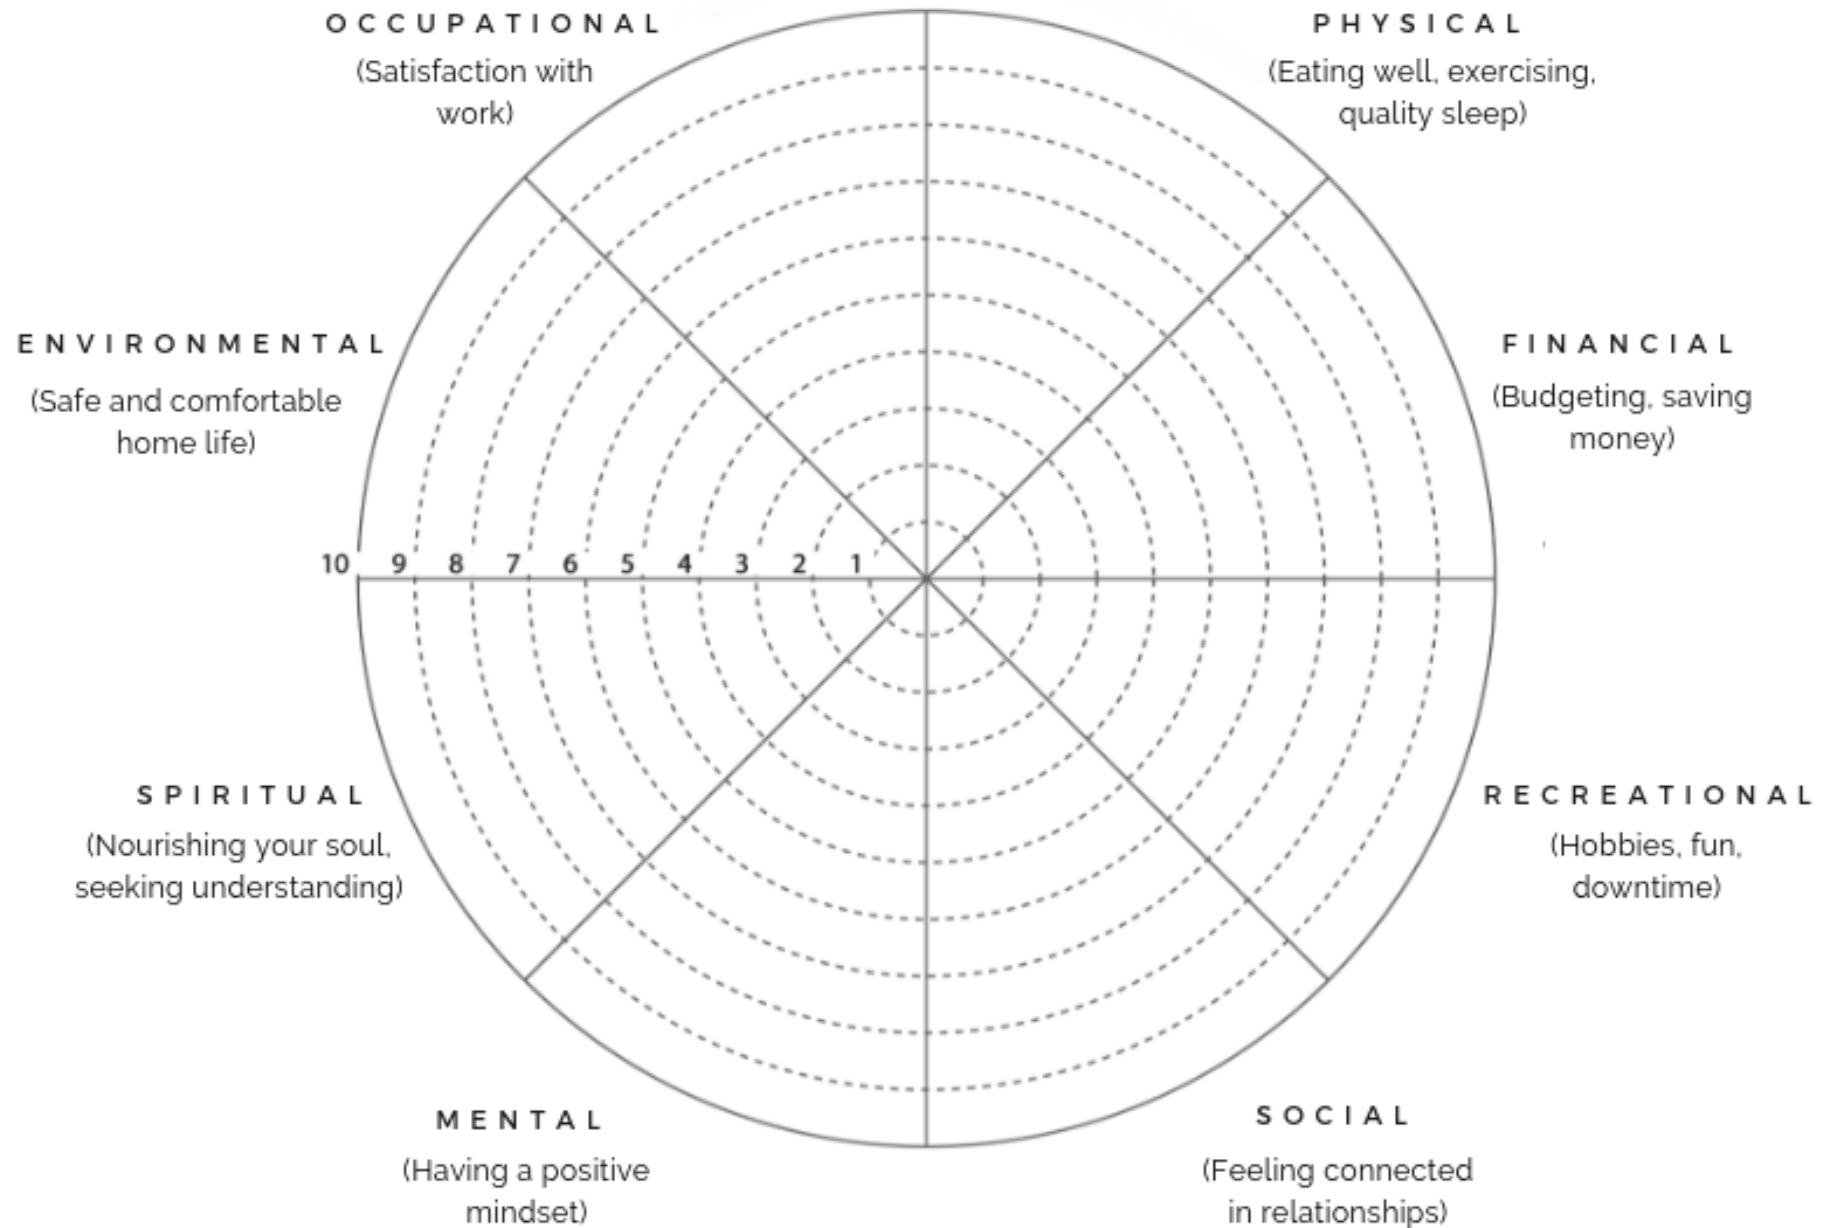 OCCUPATIONAL
(Satisfaction with
work)
PHYSICAL
(Eating well, exercising,
quality sleep)
ENVIRONMENTAL
(Safe and comfortable
home life)
FINANCIAL
(Budgeting, saving
money)
10 9 8 7 6 5 4 3 2 1
SPIRITUAL
(Nourishing your soul,
seeking understanding)
RECREATIONAL
(Hobbies, fun,
downtime)
MENTAL
(Having a positive
mindset)
SOCIAL
(Feeling connected
in relationships)